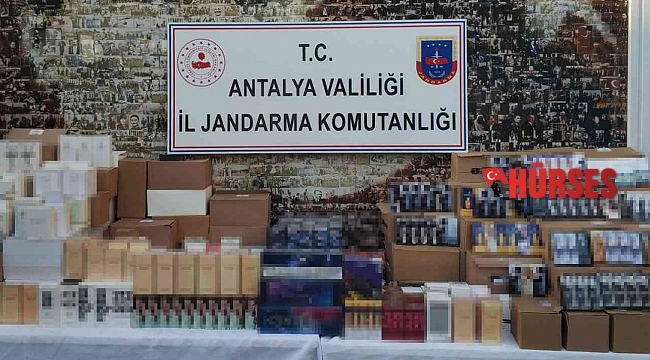 T.C.
ANTALYA VALİLİĞİ
İL JANDARMA KOMUTANLIĞI
HÜRSES